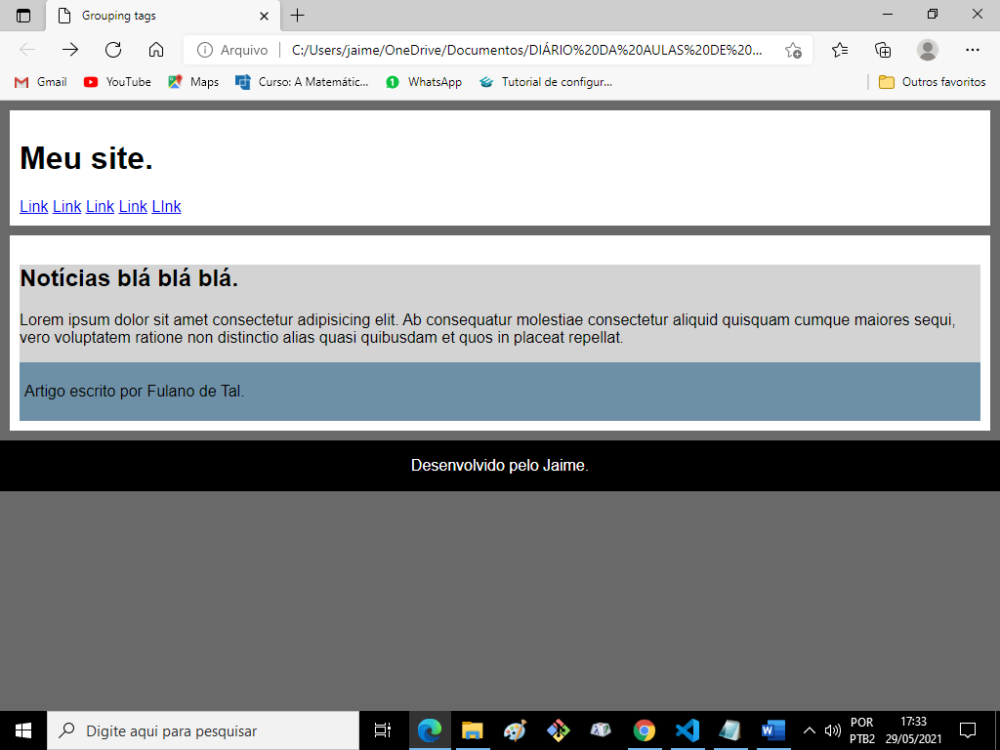 Grouping tags
Arquivo
C:/Users/jaime/OneDrive/Documentos/DIÁRIO%20DA%20AULAS%20DE%20...
Gmail
YouTube
Maps
Curso: A Matemátic...
WhatsApp
Tutorial de configur...
Outros favoritos
Meu site.
Link Link Link Link LInk
Notícias blá blá blá.
Lorem ipsum dolor sit amet consectetur adipisicing elit. Ab consequatur molestiae consectetur aliquid quisquam cumque maiores sequi,
vero voluptatem ratione non distinctio alias quasi quibusdam et quos in placeat repellat.
Artigo escrito por Fulano de Tal.
Desenvolvido pelo Jaime.
Digite aqui para pesquisar
POR
PTB2
17:33
29/05/2021